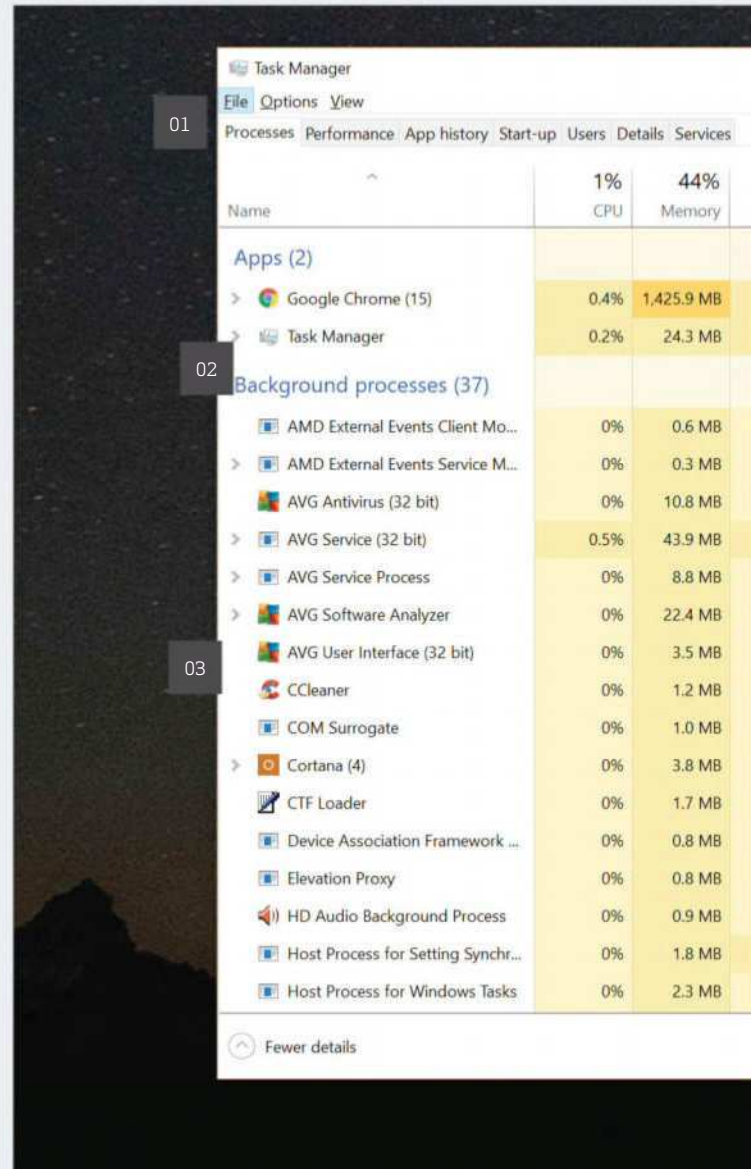 Task Manager
File Options View
01
Processes Performance App history Start-up Users Details Services
1% 44%
Name CPU Memory
Apps (2)
Google Chrome (15) 0.4% 1,425.9 MB
Task Manager 0.2% 24.3 MB
02
Background processes (37)
AMD External Events Client Mo... 0% 0.6 MB
AMD External Events Service M... 0% 0.3 MB
AVG Antivirus (32 bit) 0% 10.8 MB
AVG Service (32 bit) 0.5% 43.9 MB
AVG Service Process 0% 8.8 MB
AVG Software Analyzer 0% 22.4 MB
AVG User Interface (32 bit) 0% 3.5 MB
03
CCleaner 0% 1.2 MB
COM Surrogate 0% 1.0 MB
Cortana (4) 0% 3.8 MB
CTF Loader 0% 1.7 MB
Device Association Framework ... 0% 0.8 MB
Elevation Proxy 0% 0.8 MB
HD Audio Background Process 0% 0.9 MB
Host Process for Setting Synchr... 0% 1.8 MB
Host Process for Windows Tasks 0% 2.3 MB
Fewer details